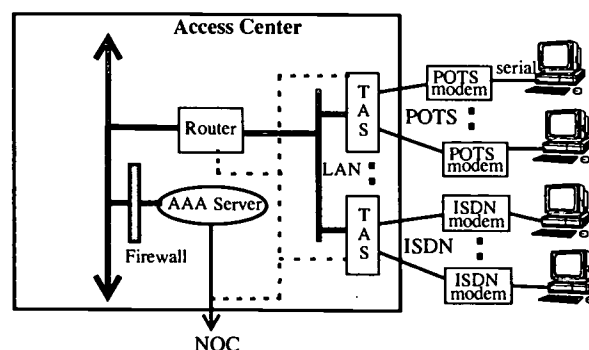 Access Center
Router
AAA Server
Firewall
NOC
LAN
T
A
S
T
A
S
POTS
modem
serial
POTS
POTS
modem
ISDN
modem
ISDN
ISDN
modem